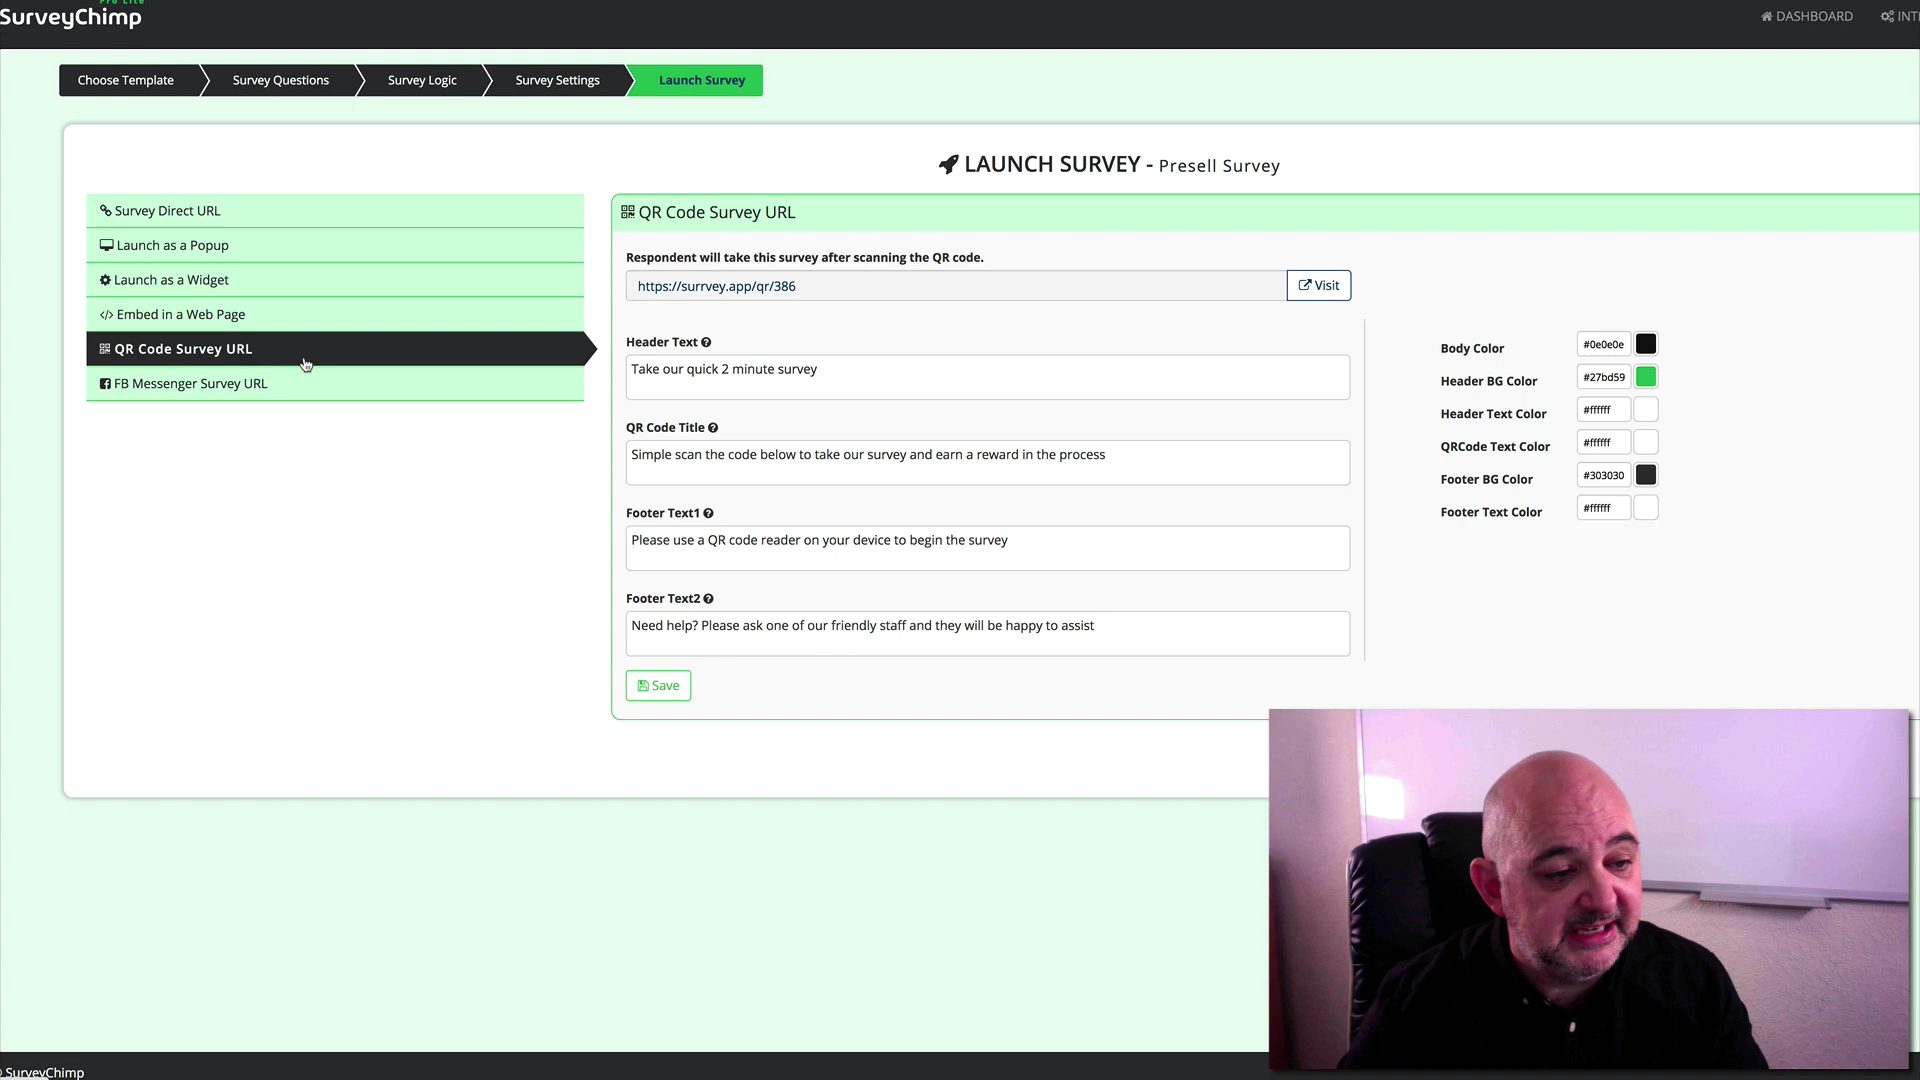 Pro Lite
SurveyChimp
DASHBOARD
Choose Template
Survey Questions
Survey Logic
Survey Settings
Launch Survey
LAUNCH SURVEY - Presell Survey
Survey Direct URL
Launch as a Popup
Launch as a Widget
</> Embed in a Web Page
QR Code Survey URL
FB Messenger Survey URL
QR Code Survey URL
Respondent will take this survey after scanning the QR code.
https://surrvey.app/qr/386
Visit
Header Text
Take our quick 2 minute survey
QR Code Title
Simple scan the code below to take our survey and earn a reward in the process
Footer Text1
Please use a QR code reader on your device to begin the survey
Footer Text2
Need help? Please ask one of our friendly staff and they will be happy to assist
Save
Body Color #0e0e0e
Header BG Color #27bd59
Header Text Color #ffffff
QRCode Text Color #ffffff
Footer BG Color #303030
Footer Text Color #ffffff
SurveyChimp